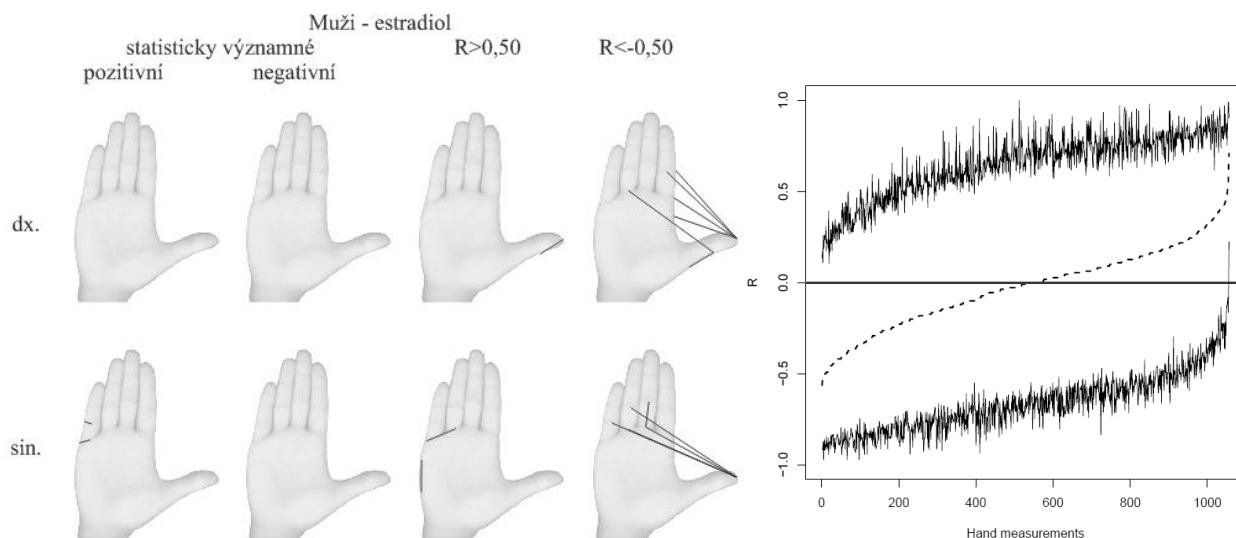 Muži - estradiol
statisticky významné R>0,50 R<-0,50
pozitivní negativní
dx.
sin.
1.0
0.5
0.0
−0.5
−1.0
R
0 200 400 600 800 1000
Hand measurements